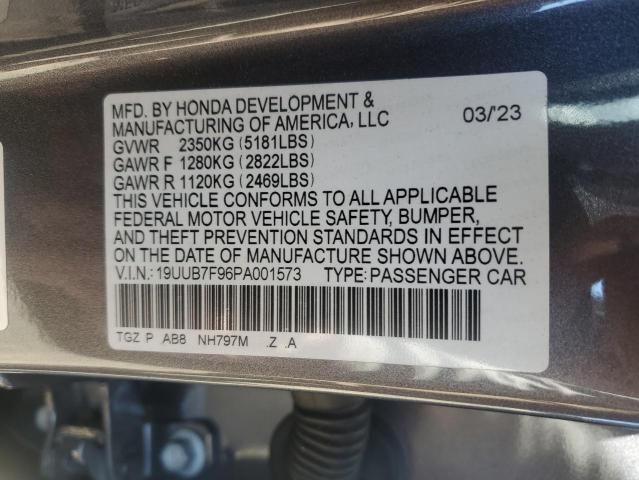 MFD. BY HONDA DEVELOPMENT &
MANUFACTURING OF AMERICA, LLC 03/'23
GVWR 2350KG (5181LBS)
GAWR F 1280KG (2822LBS)
GAWR R 1120KG (2469LBS)
THIS VEHICLE CONFORMS TO ALL APPLICABLE
FEDERAL MOTOR VEHICLE SAFETY, BUMPER,
AND THEFT PREVENTION STANDARDS IN EFFECT
ON THE DATE OF MANUFACTURE SHOWN ABOVE.
V.I.N.: 19UUB7F96PA001573 TYPE: PASSENGER CAR
TGZ P AB8 NH797M .Z .A